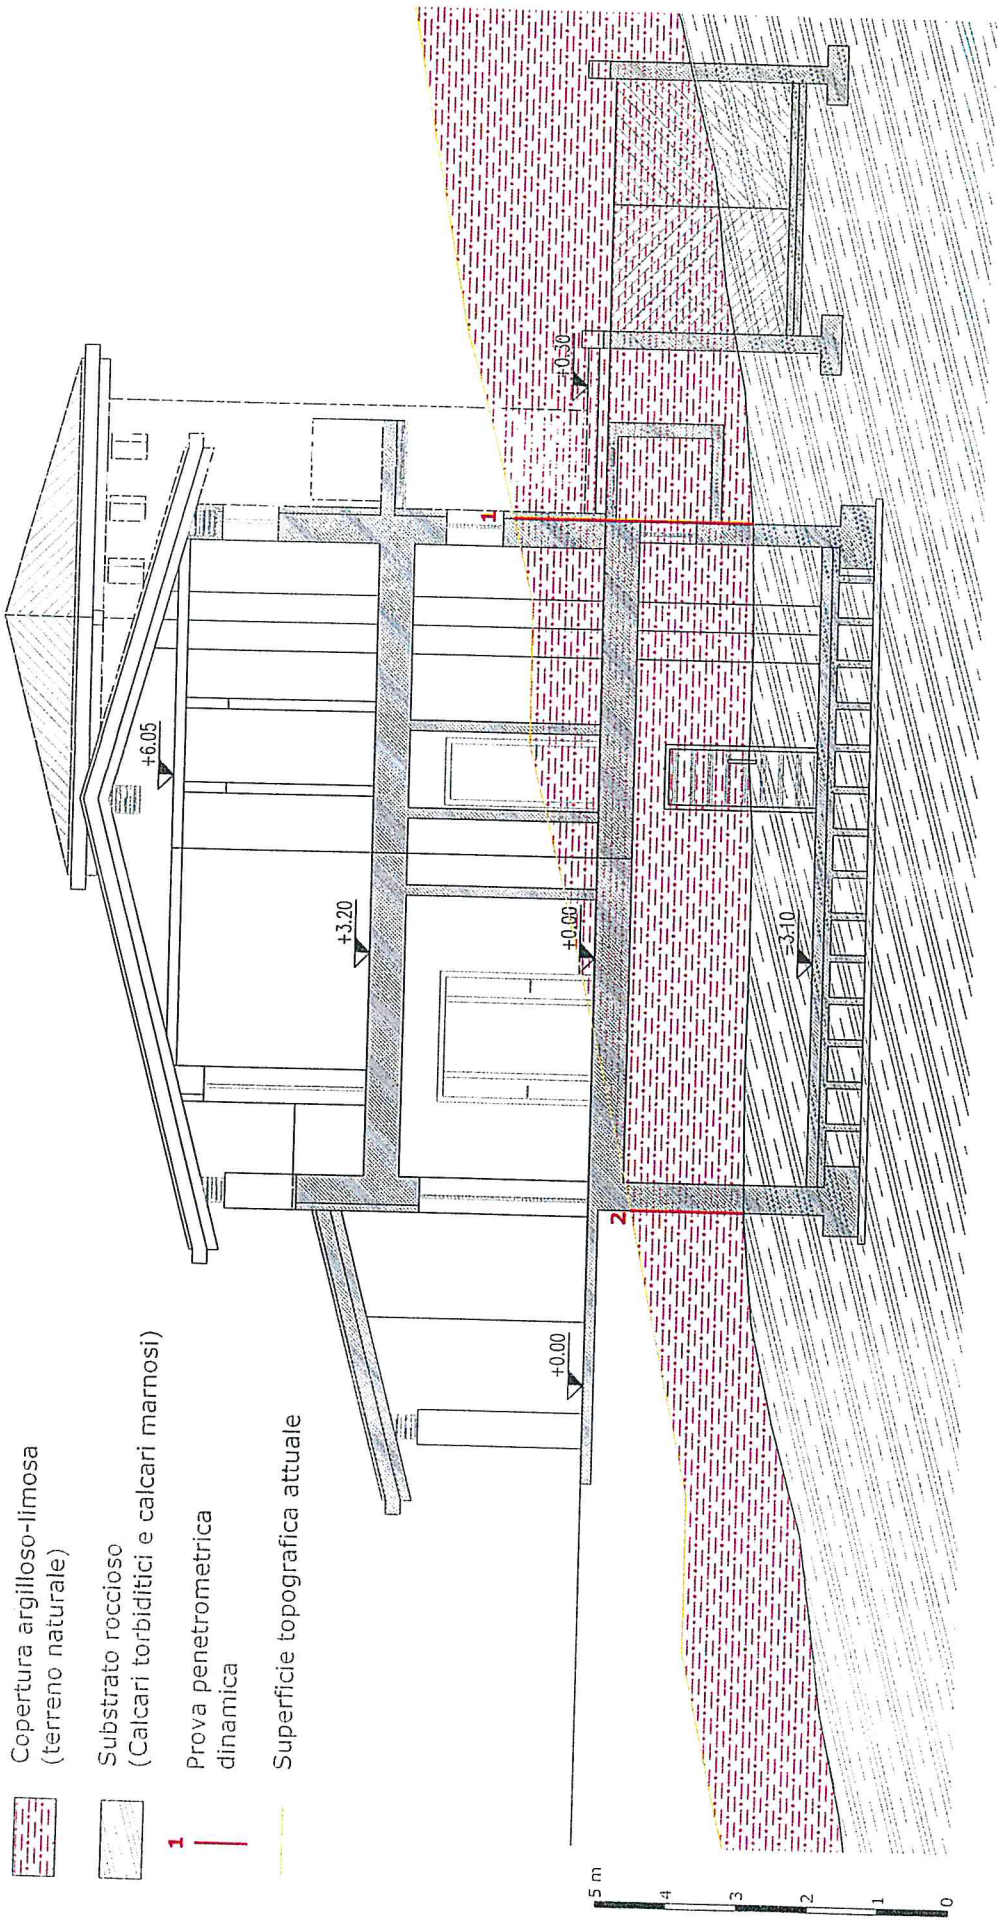 Copertura argilloso-limosa
(terreno naturale)
Substrato roccioso
(Calcari torbiditici e calcari marnosi)
1
Prova penetrometrica
dinamica
Superficie topografica attuale
+6.05
+3.20
+0.00
-3.10
+0.30
+0.00
1
2
5 m
4
3
2
1
0